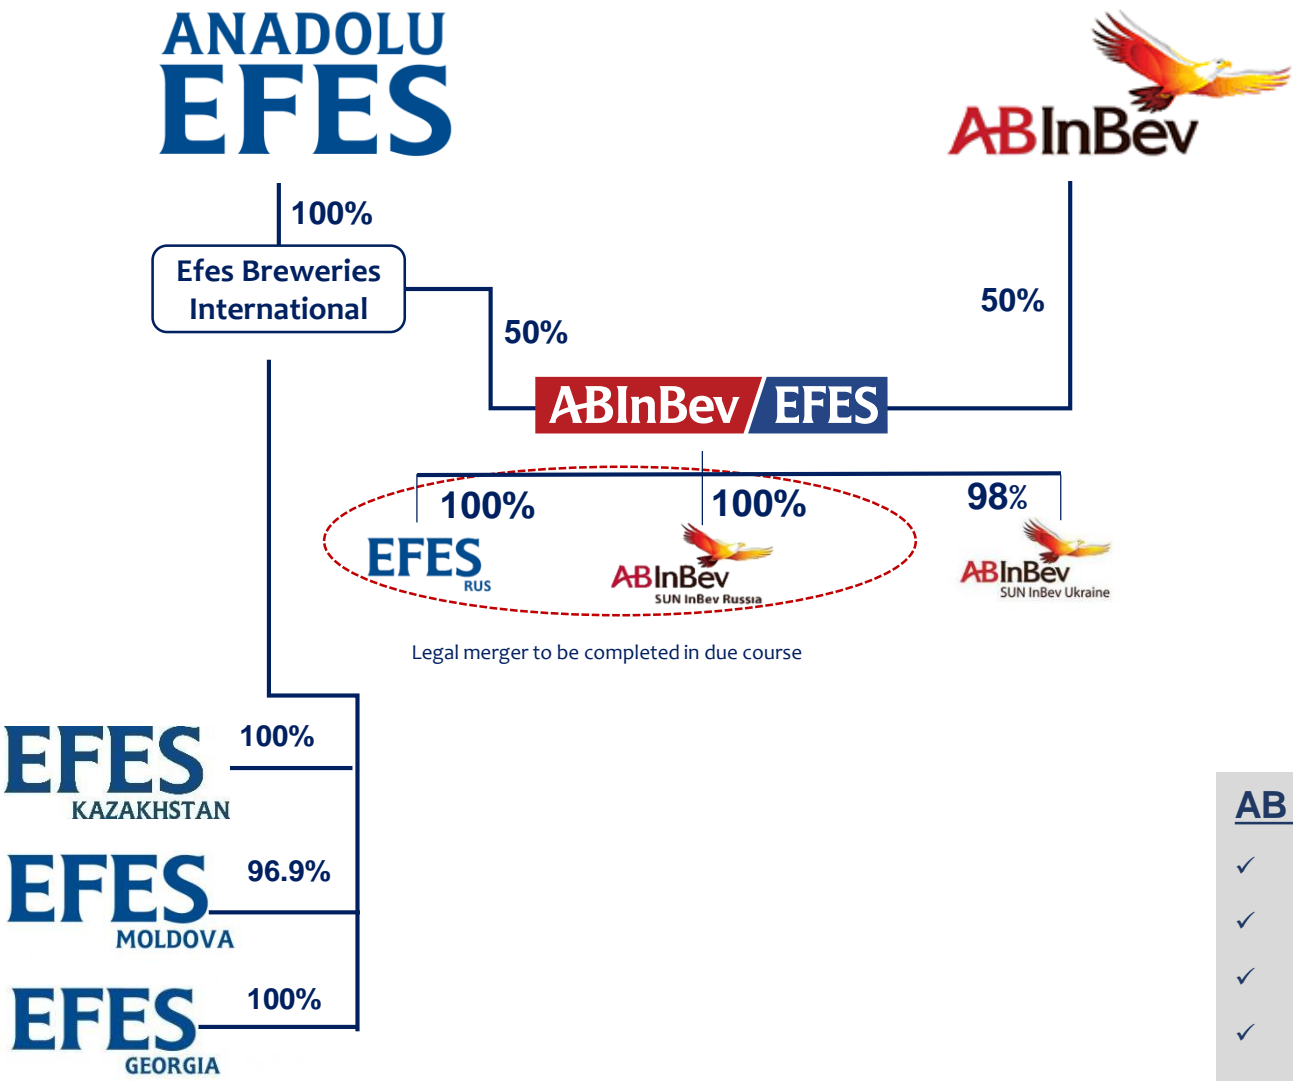 ANADOLU
EFES
ABInBev
100%
Efes Breweries
International
50%
50%
ABInBev EFES
100%
100%
98%
EFES
RUS
ABInBev
SUN InBev Russia
ABInBev
SUN InBev Ukraine
Legal merger to be completed in due course
EFES
KAZAKHSTAN
100%
EFES
MOLDOVA
96.9%
EFES
GEORGIA
100%
AB
✓
✓
✓
✓